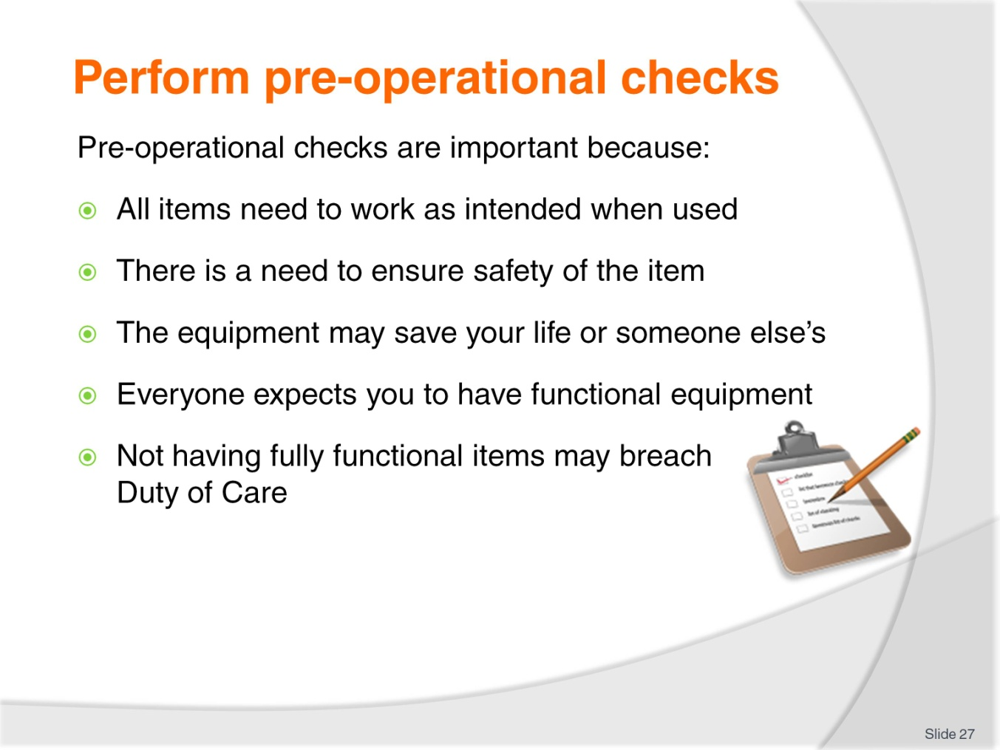 Perform pre-operational checks
Pre-operational checks are important because:
All items need to work as intended when used
There is a need to ensure safety of the item
The equipment may save your life or someone else’s
Everyone expects you to have functional equipment
Not having fully functional items may breach
Duty of Care
checklist
Slide 27